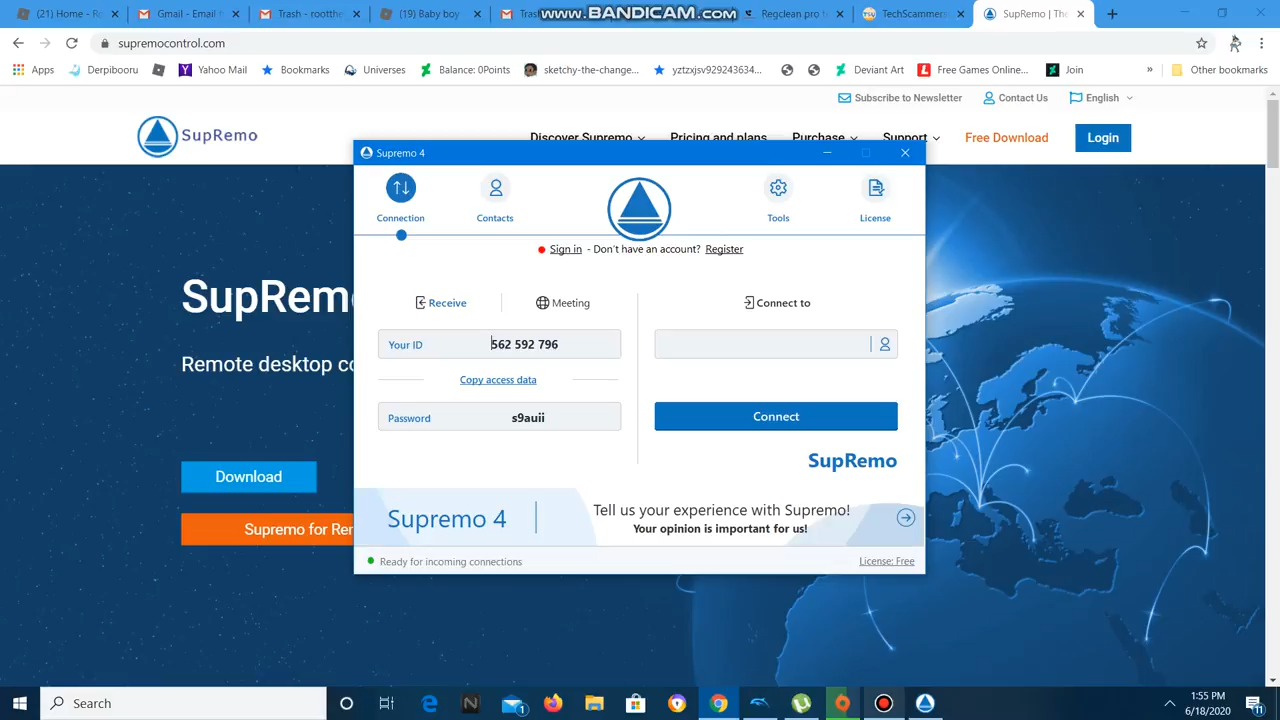 (21) Home - R
Gmail - Email f
Trash - rootthe
(19) Baby boy
Tras
www.BANDICAM.com
Regclean pro t
TechScammer
SupRemo | The
supremocontrol.com
Apps
Derpibooru
Yahoo Mail
Bookmarks
Universes
Balance: 0Points
sketchy-the-change...
yztzxjsv929243634...
Deviant Art
Free Games Online...
Join
»
Other bookmarks
Subscribe to Newsletter
Contact Us
English
SupRemo
Discover Supremo
Pricing and plans
Purchase
Support
Free Download
Login
Supremo 4
Connection
Contacts
Tools
License
Sign in - Don't have an account? Register
Receive
Meeting
Connect to
Your ID 562 592 796
Copy access data
Password s9auii
Connect
SupRemo
Supremo 4
Tell us your experience with Supremo!
Your opinion is important for us!
Ready for incoming connections
License: Free
SupRem
Remote desktop co
Download
Supremo for Re
Search
1
1:55 PM
6/18/2020
11